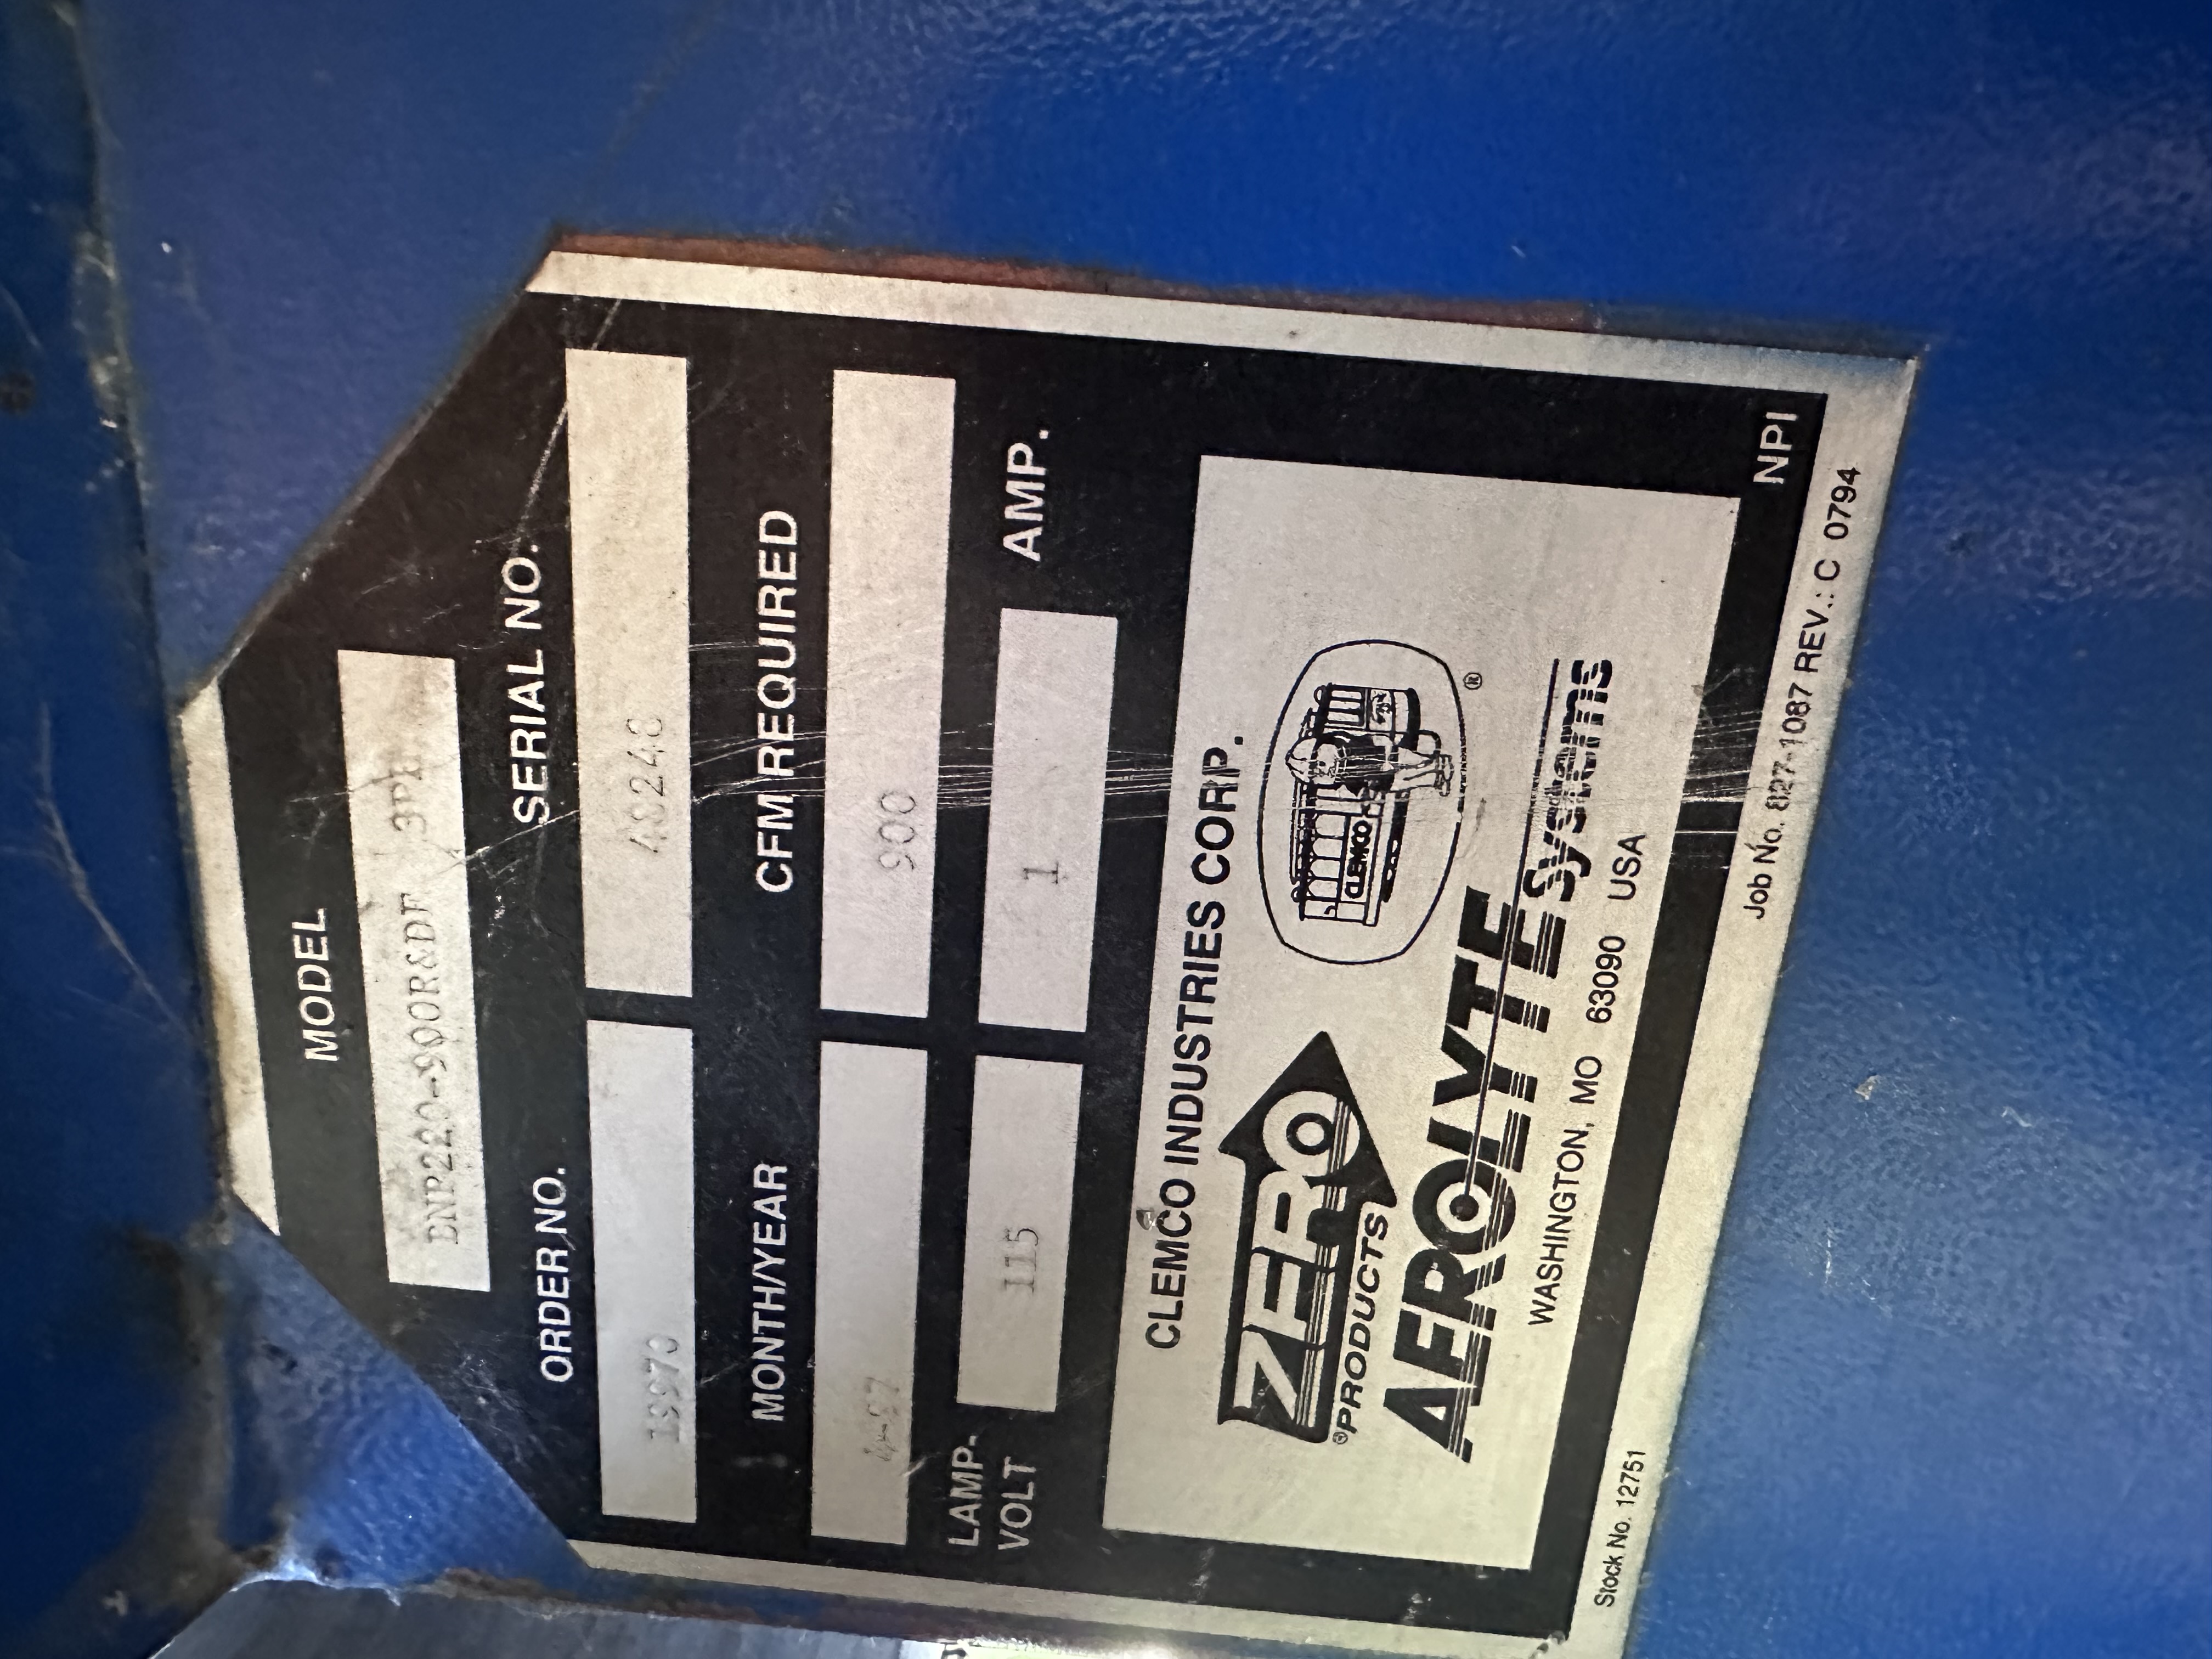 MODEL
BNP220-900R&DF 3PH
ORDER NO. SERIAL NO.
MONTH/YEAR CFM REQUIRED
900
LAMP-
VOLT 115 1 AMP.
CLEMCO INDUSTRIES CORP.
ZERO
PRODUCTS
CLEMCO
AEROLYTE Systems
WASHINGTON, MO 63090 USA
NPI
Stock No. 12751 Job No. 827-1087 REV.: C 0794